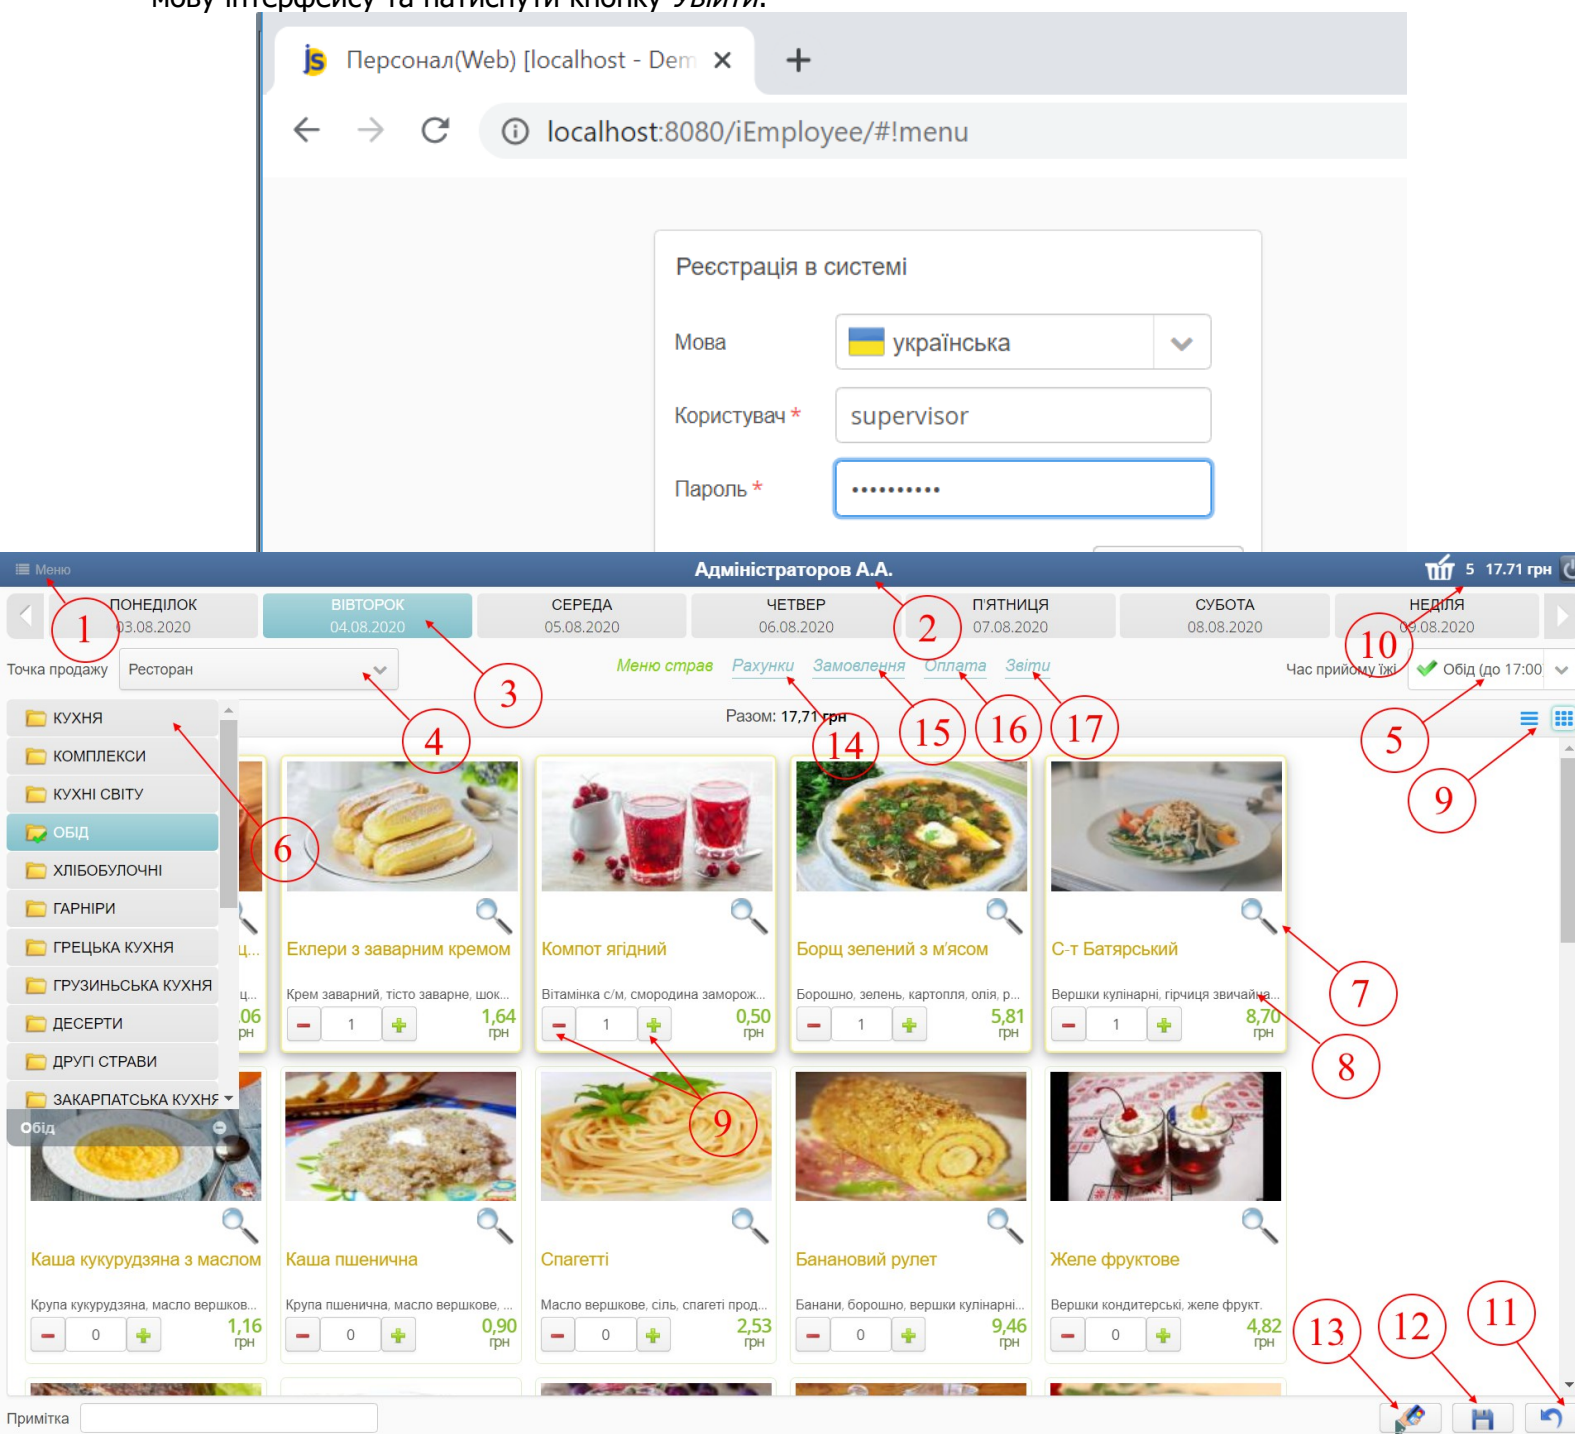 мову інтерфейсу та натиснути кнопку Увійти.
Персонал(Web) [localhost - Dem
localhost:8080/iEmployee/#!menu
Реєстрація в системі
Мова українська
Користувач * supervisor
Пароль * ••••••••••
Меню Адміністраторов А.А. 5 17.71 грн
ПОНЕДІЛОК ВІВТОРОК СЕРЕДА ЧЕТВЕР П'ЯТНИЦЯ СУБОТА НЕДІЛЯ
03.08.2020 04.08.2020 05.08.2020 06.08.2020 07.08.2020 08.08.2020 09.08.2020
1 2 10
Точка продажу Ресторан Меню страв Рахунки Замовлення Оплата Звіти Час прийому їжі Обід (до 17:00
3
КУХНЯ Разом: 17,71 грн
4 14 15 16 17 5
КОМПЛЕКСИ
КУХНІ СВІТУ
9
ОБІД
6
ХЛІБОБУЛОЧНІ
ГАРНІРИ
ГРЕЦЬКА КУХНЯ
ц... Еклери з заварним кремом Компот ягідний Борщ зелений з м'ясом С-т Батярський
ГРУЗИНЬСЬКА КУХНЯ
7
ц... Крем заварний, тісто заварне, шок... Вітамінка с/м, смородина заморож... Борошно, зелень, картопля, олія, р... Вершки кулінарні, гірчиця звичайна...
ДЕСЕРТИ
.06 1 1,64 1 0,50 1 5,81 1 8,70
грн грн грн грн грн
ДРУГІ СТРАВИ
8
ЗАКАРПАТСЬКА КУХНЯ
9
Обід
Каша кукурудзяна з маслом Каша пшенична Спагетті Банановий рулет Желе фруктове
Крупа кукурудзяна, масло вершков... Крупа пшенична, масло вершкове, ... Масло вершкове, сіль, спагеті прод... Банани, борошно, вершки кулінарні... Вершки кондитерські, желе фрукт.
0 1,16 0 0,90 0 2,53 0 9,46 0 4,82
грн грн грн грн грн
13 12 11
Примітка